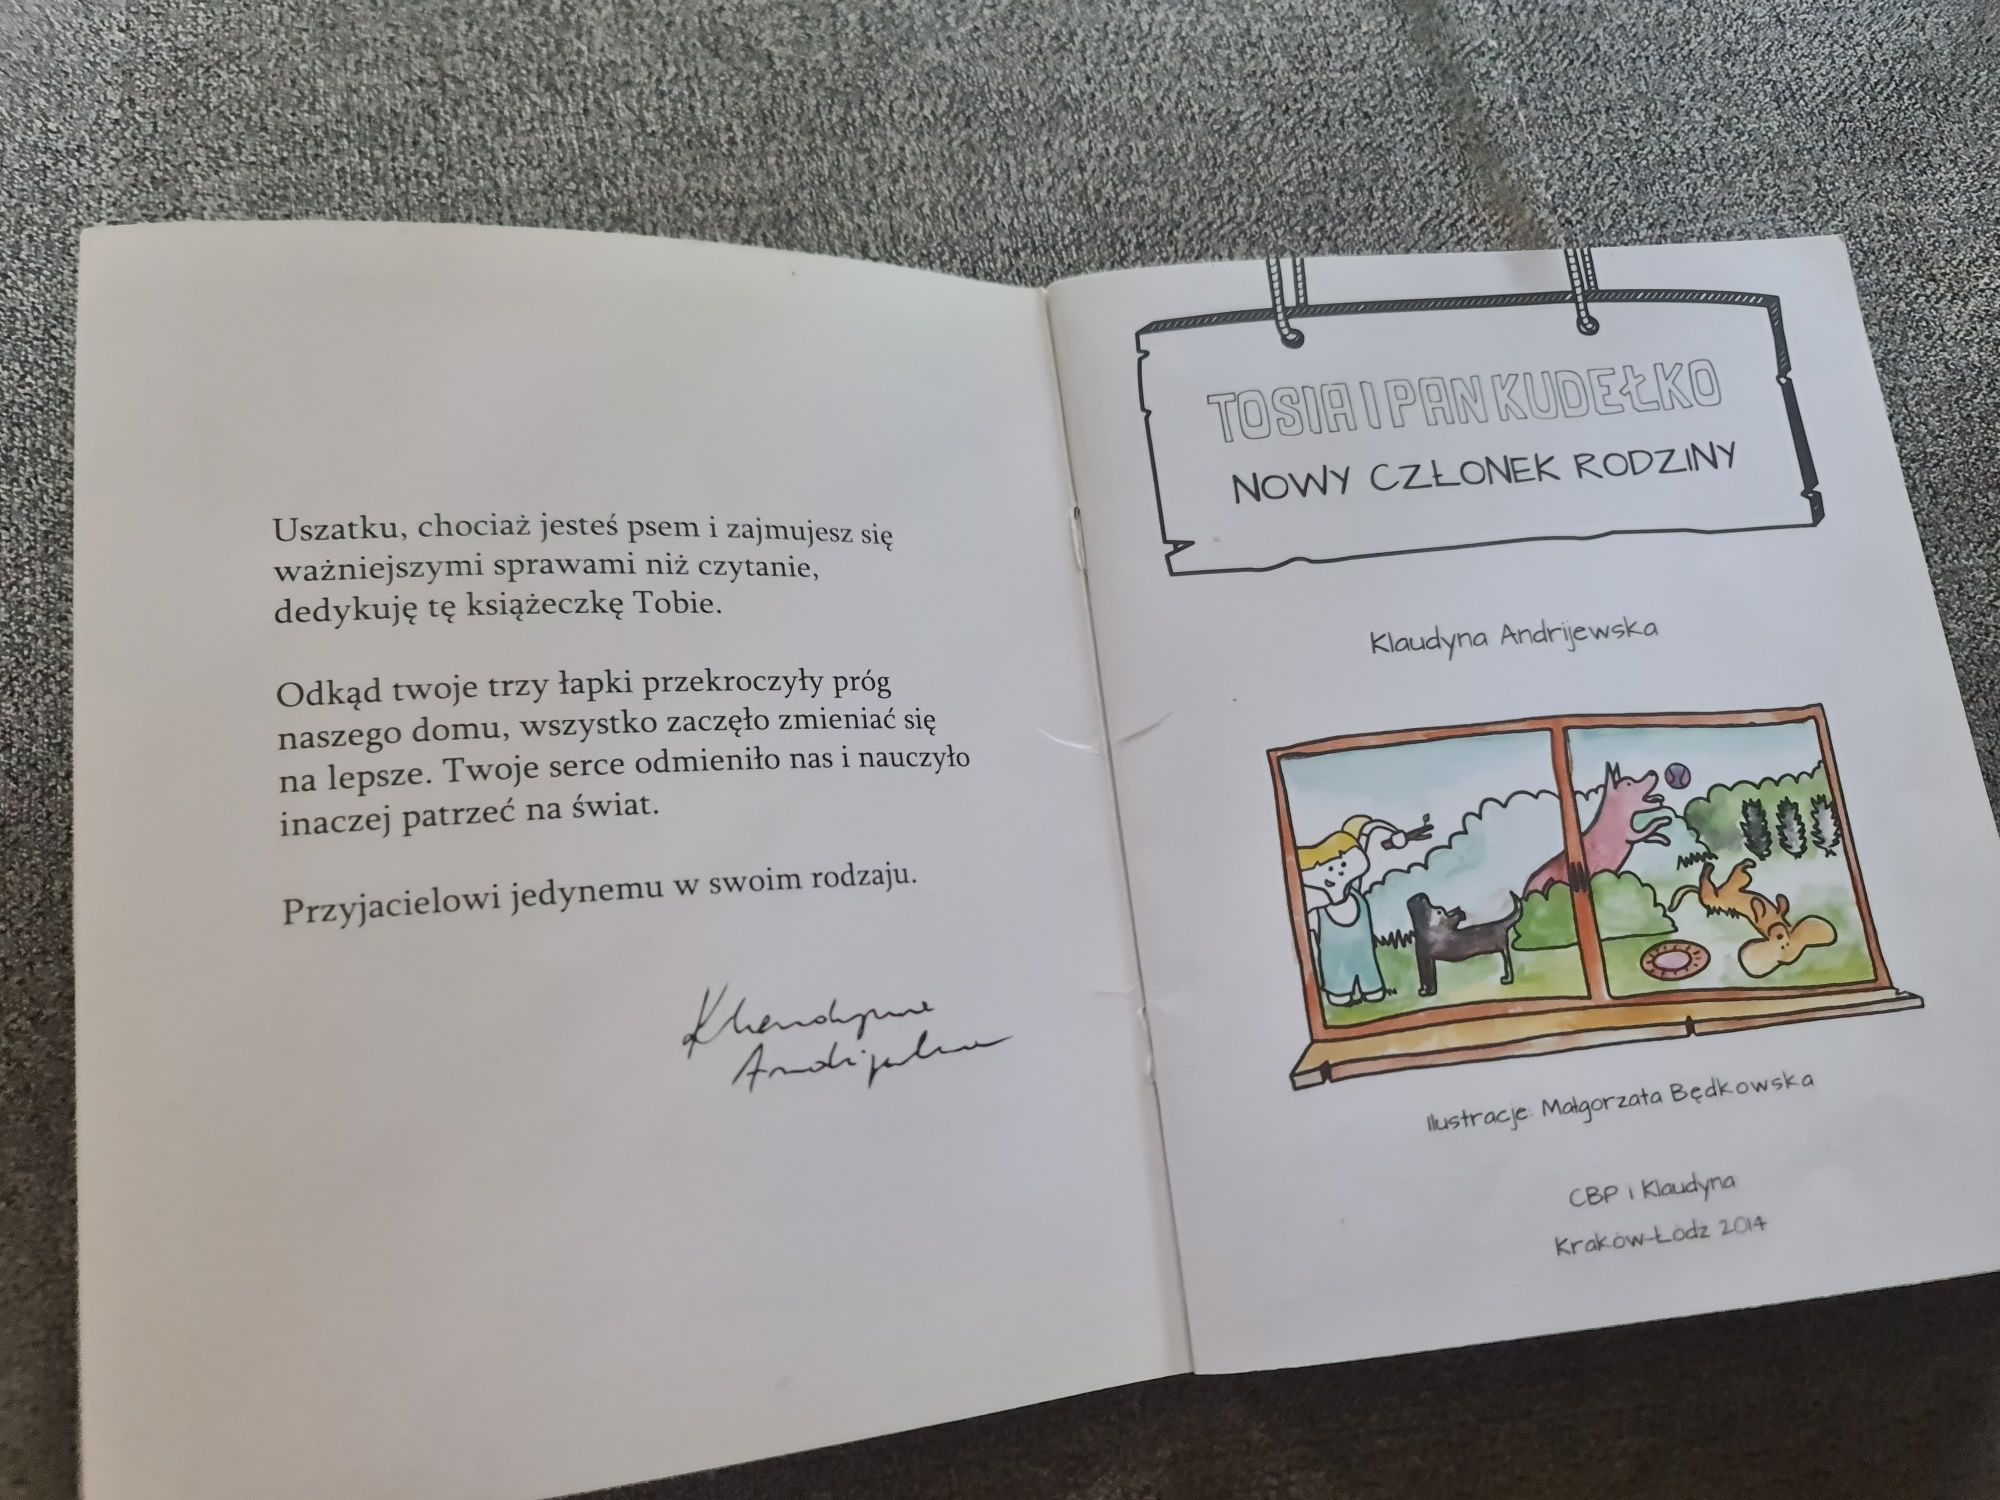 Uszatku, chociaż jesteś psem i zajmujesz się
ważniejszymi sprawami niż czytanie,
dedykuję tę książeczkę Tobie.
Odkąd twoje trzy łapki przekroczyły próg
naszego domu, wszystko zaczęło zmieniać się
na lepsze. Twoje serce odmieniło nas i nauczyło
inaczej patrzeć na świat.
Przyjacielowi jedynemu w swoim rodzaju.
Klaudyna
Andrijewska
TOSIA I PAN KUDEŁKO
NOWY CZŁONEK RODZINY
Klaudyna Andrijewska
Ilustracje: Małgorzata Będkowska
CBP i Klaudyna
Kraków-Łódź 2014